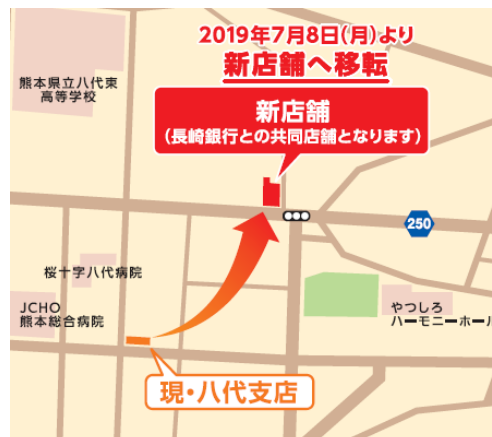 2019年7月8日(月)より
新店舗へ移転
新店舗
(長崎銀行との共同店舗となります)
熊本県立八代東
高等学校
250
桜十字八代病院
JCHO
熊本総合病院
やつしろ
ハーモニーホール
現・八代支店